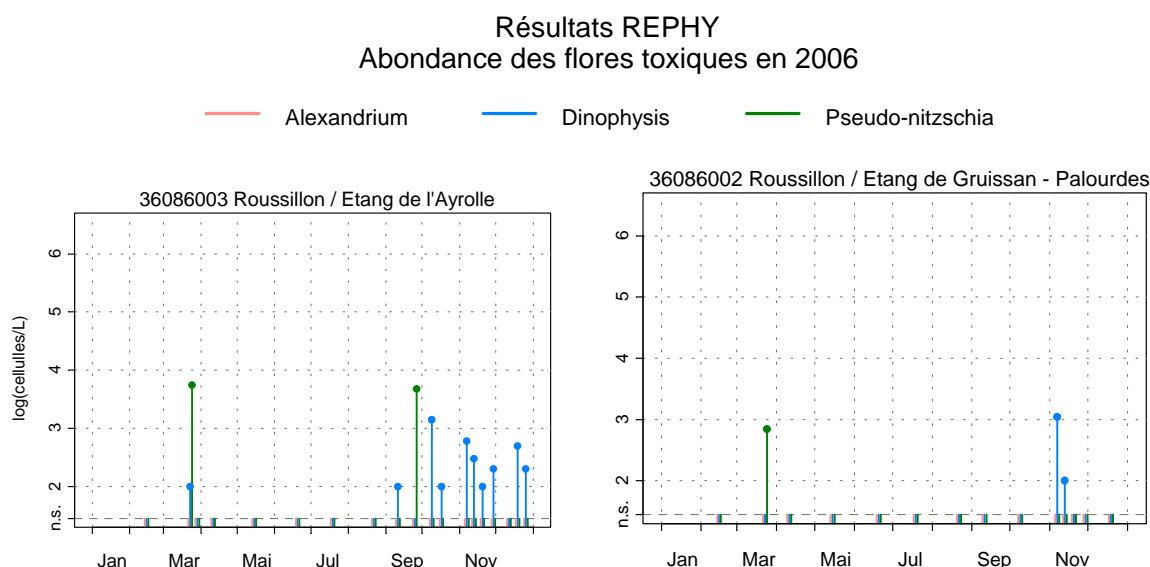 Résultats REPHY
Abondance des flores toxiques en 2006
Alexandrium Dinophysis Pseudo-nitzschia
36086003 Roussillon / Etang de l'Ayrolle
log(cellulles/L)
6
5
4
3
2
n.s.
Jan Mar Mai Jul Sep Nov
36086002 Roussillon / Etang de Gruissan - Palourdes
6
5
4
3
2
n.s.
Jan Mar Mai Jul Sep Nov